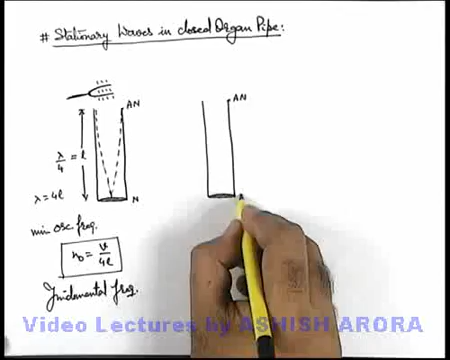 # Stationary Waves in closed Organ Pipe:
AN
λ/4 = l
λ = 4l
N
min osc. freq.
n₀ = v/4l
fundamental freq.
AN
Video Lectures by ASHISH ARORA